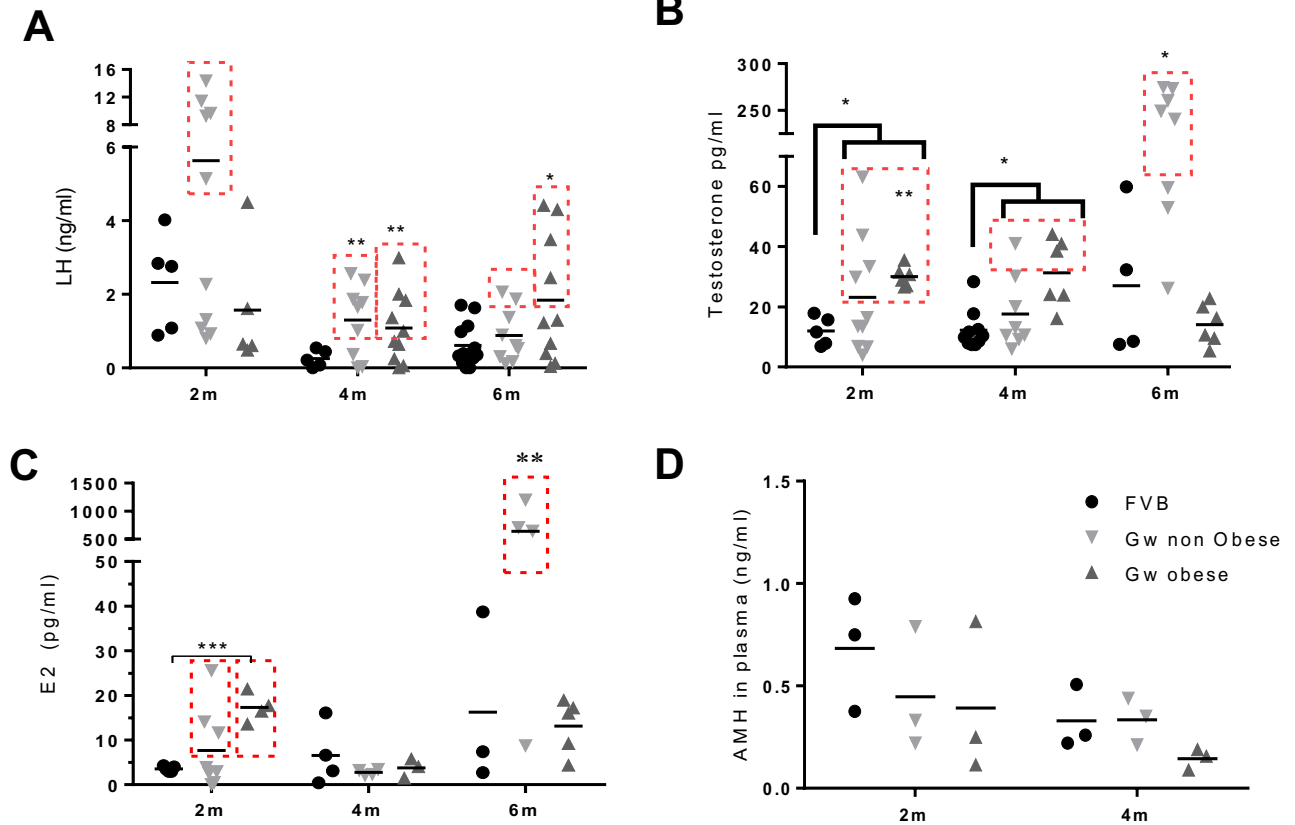 A
LH (ng/ml)
16
12
8
6
4
2
0
**
**
*
2m
4m
6m
B
Testosterone pg/ml
300
250
60
40
20
0
*
**
*
*
2m
4m
6m
C
E2 (pg/ml)
1500
1000
500
50
40
30
20
10
0
***
**
2m
4m
6m
D
AMH in plasma (ng/ml)
1.5
1.0
0.5
0.0
FVB
Gw non Obese
Gw obese
2m
4m